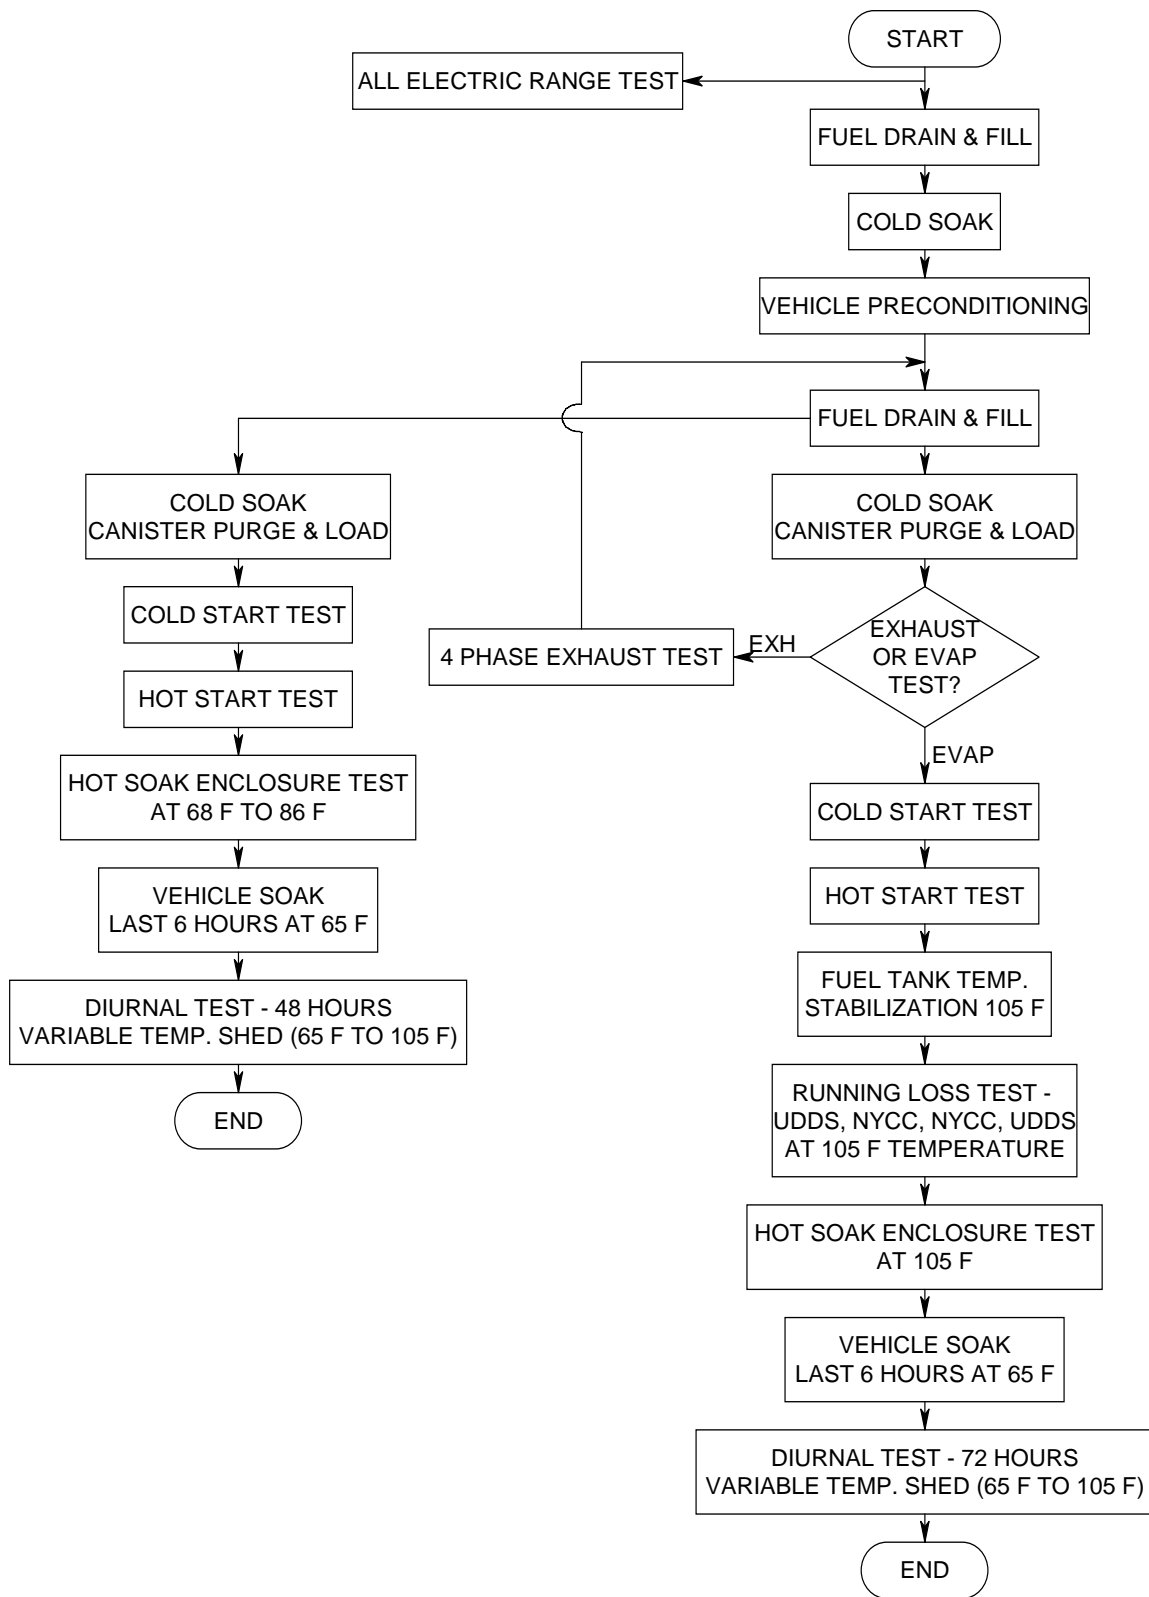 START
ALL ELECTRIC RANGE TEST
FUEL DRAIN & FILL
COLD SOAK
VEHICLE PRECONDITIONING
FUEL DRAIN & FILL
COLD SOAK
CANISTER PURGE & LOAD
COLD START TEST
HOT START TEST
HOT SOAK ENCLOSURE TEST
AT 68 F TO 86 F
VEHICLE SOAK
LAST 6 HOURS AT 65 F
DIURNAL TEST - 48 HOURS
VARIABLE TEMP. SHED (65 F TO 105 F)
END
COLD SOAK
CANISTER PURGE & LOAD
EXHAUST
OR EVAP
TEST?
EXH
4 PHASE EXHAUST TEST
EVAP
COLD START TEST
HOT START TEST
FUEL TANK TEMP.
STABILIZATION 105 F
RUNNING LOSS TEST -
UDDS, NYCC, NYCC, UDDS
AT 105 F TEMPERATURE
HOT SOAK ENCLOSURE TEST
AT 105 F
VEHICLE SOAK
LAST 6 HOURS AT 65 F
DIURNAL TEST - 72 HOURS
VARIABLE TEMP. SHED (65 F TO 105 F)
END